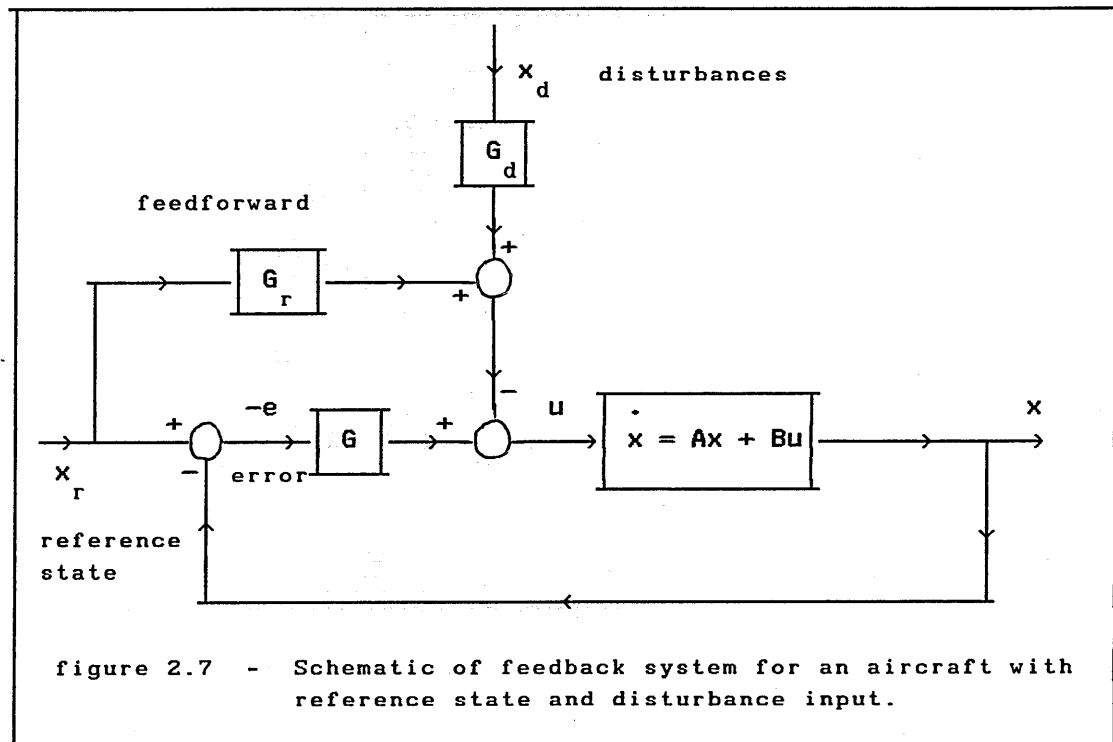 x_d disturbances
G_d
feedforward
+
G_r
+
−
-e
u
x
+
G
+
ẋ = Ax + Bu
−
error
x_r
reference
state
figure 2.7 - Schematic of feedback system for an aircraft with
reference state and disturbance input.